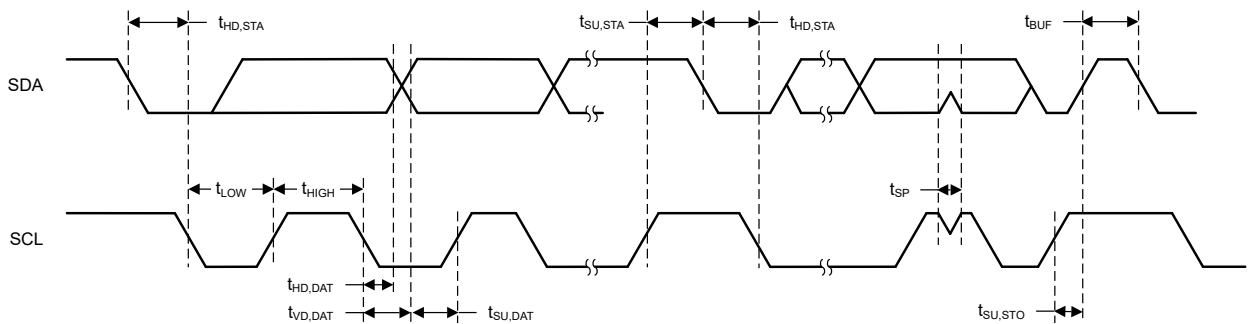 tHD,STA
tSU,STA
tHD,STA
tBUF
SDA
tLOW
tHIGH
tSP
SCL
tHD,DAT
tVD,DAT
tSU,DAT
tSU,STO